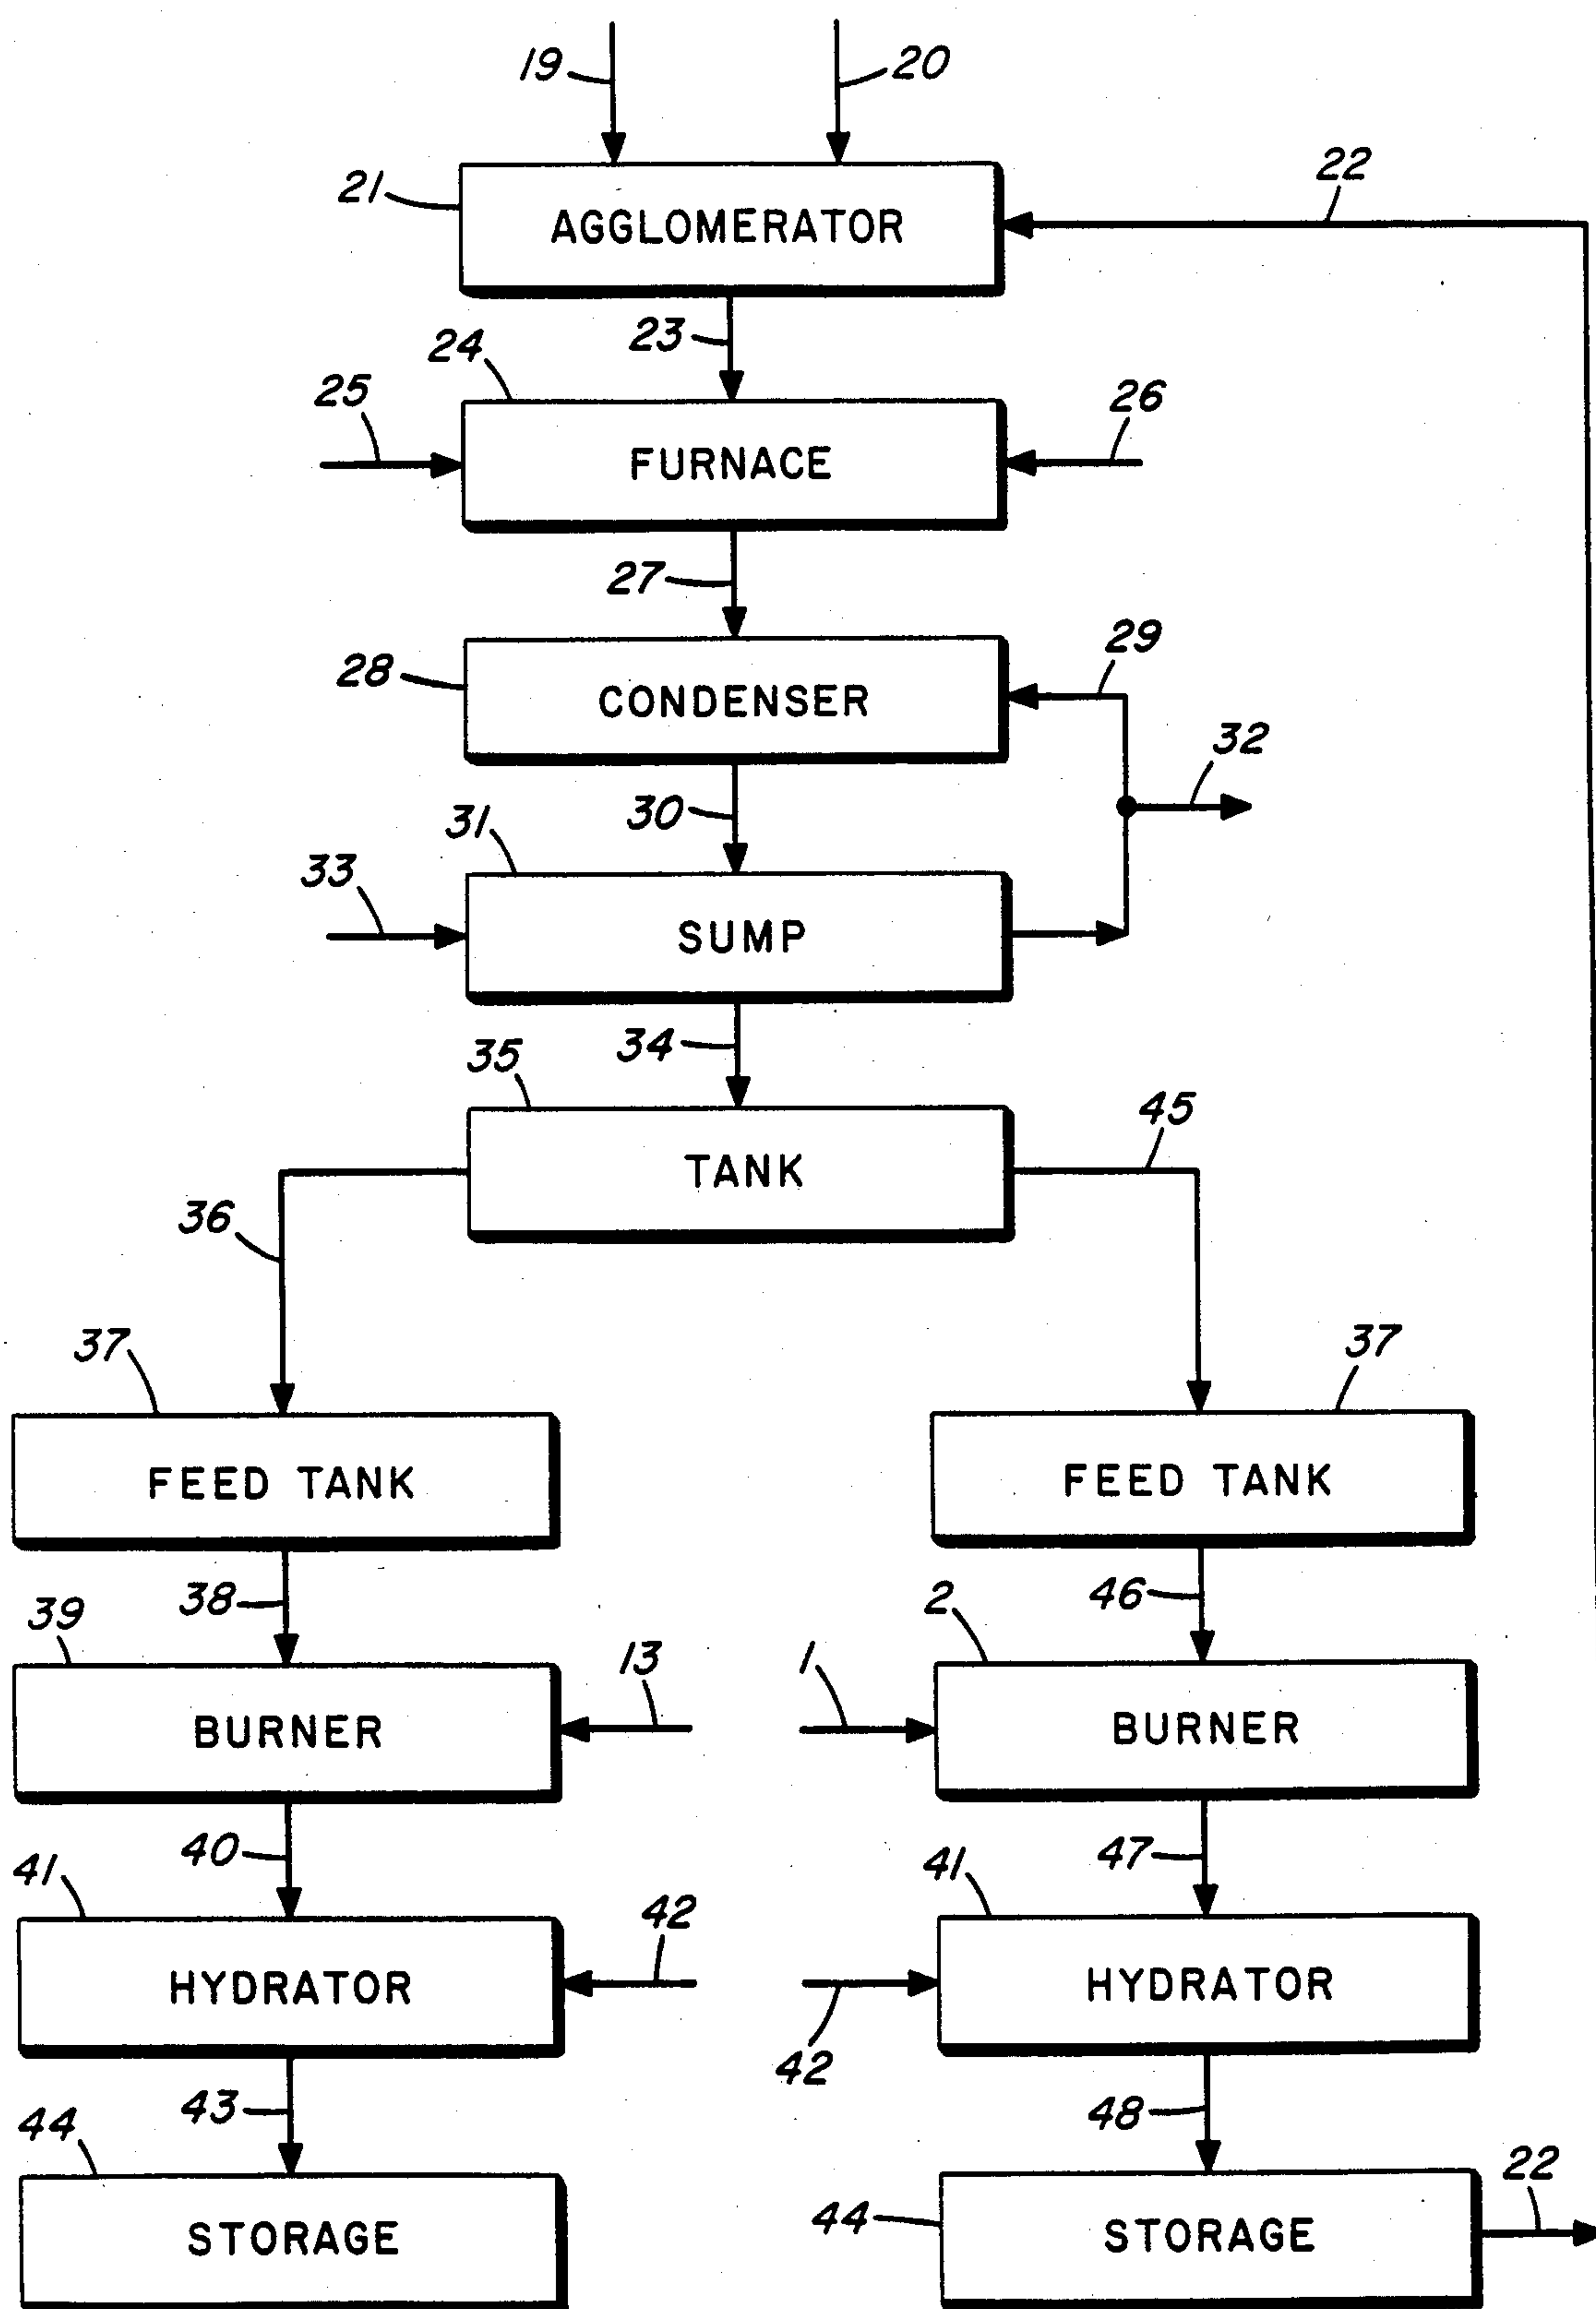 19
20
22
21
AGGLOMERATOR
23
24
25
26
FURNACE
27
29
28
CONDENSER
32
30
31
33
SUMP
34
35
45
TANK
36
37
37
FEED TANK
FEED TANK
38
46
39
2
13
1
BURNER
BURNER
40
47
41
41
42
HYDRATOR
HYDRATOR
42
43
48
44
22
44
STORAGE
STORAGE